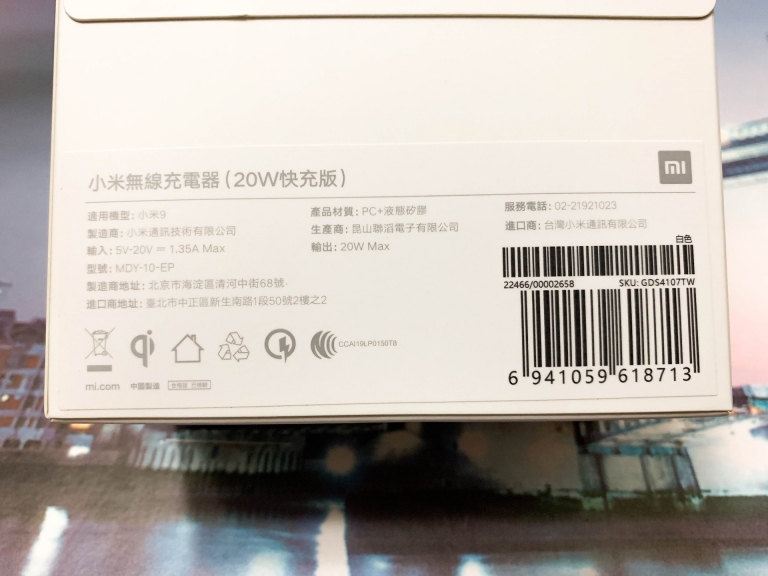 小米無線充電器(20W快充版)
mi
適用機型: 小米9
製造商: 小米通訊技術有限公司
輸入: 5V-20V ⎓ 1.35A Max
型號: MDY-10-EP
製造商地址: 北京市海淀區清河中街68號
進口商地址: 臺北市中正區新生南路1段50號2樓之2
產品材質: PC+液態矽膠
生產商: 昆山聯滔電子有限公司
輸出: 20W Max
服務電話: 02-21921023
進口商: 台灣小米通訊有限公司
白色
22466/00002658 SKU: GDS4107TW
6 941059 618713
qi
CCAI19LP0150T8
mi.com 中國製造